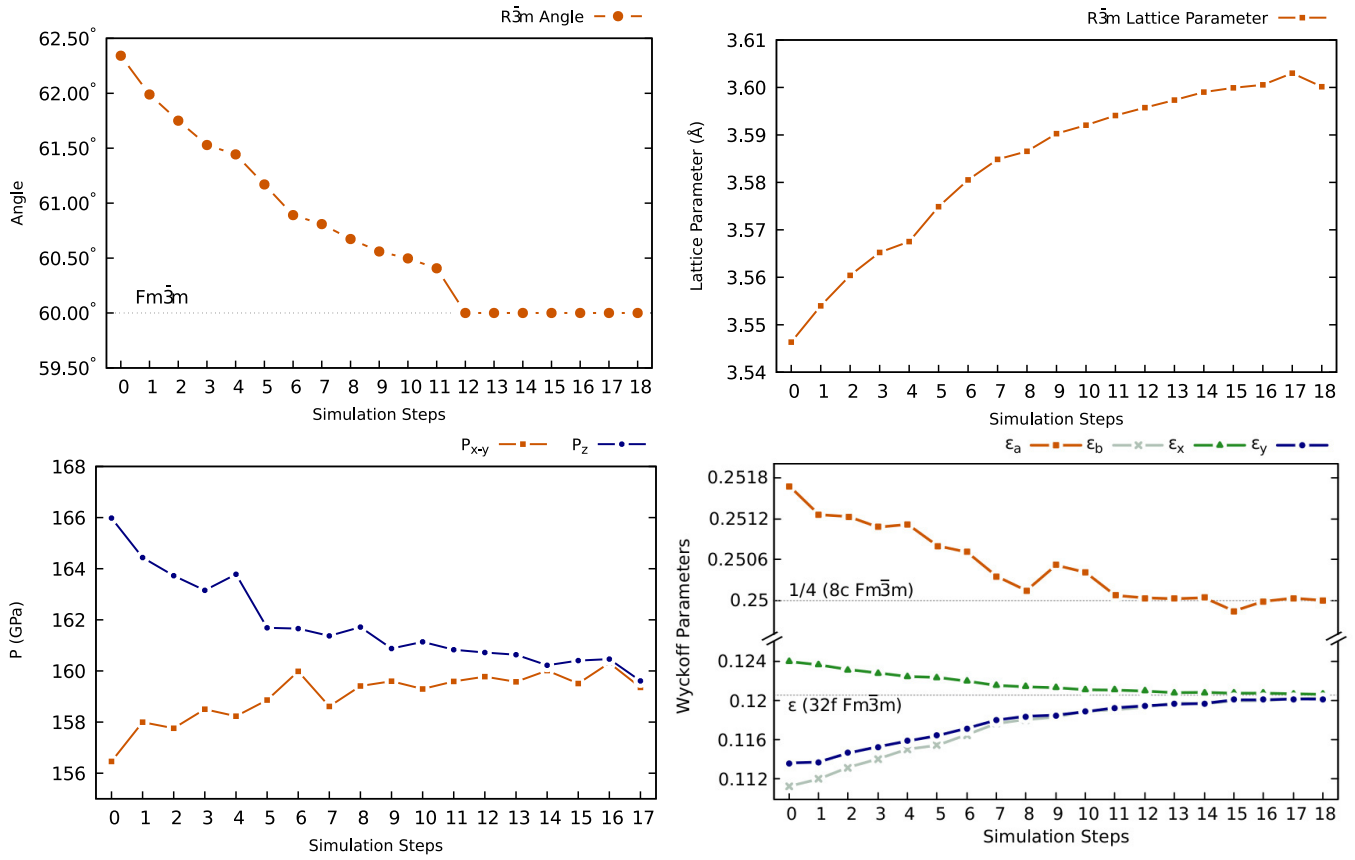 R3̄m Angle
62.50°
62.00°
61.50°
61.00°
60.50°
60.00°
59.50°
Angle
Fm3̄m
0 1 2 3 4 5 6 7 8 9 10 11 12 13 14 15 16 17 18
Simulation Steps
R3̄m Lattice Parameter
3.61
3.60
3.59
3.58
3.57
3.56
3.55
3.54
Lattice Parameter (Å)
0 1 2 3 4 5 6 7 8 9 10 11 12 13 14 15 16 17 18
Simulation Steps
Px-y Pz
168
166
164
162
160
158
156
P (GPa)
0 1 2 3 4 5 6 7 8 9 10 11 12 13 14 15 16 17
Simulation Steps
εa εb εx εy
0.2518
0.2512
0.2506
0.25
0.124
0.12
0.116
0.112
Wyckoff Parameters
1/4 (8c Fm3̄m)
ε (32f Fm3̄m)
0 1 2 3 4 5 6 7 8 9 10 11 12 13 14 15 16 17 18
Simulation Steps